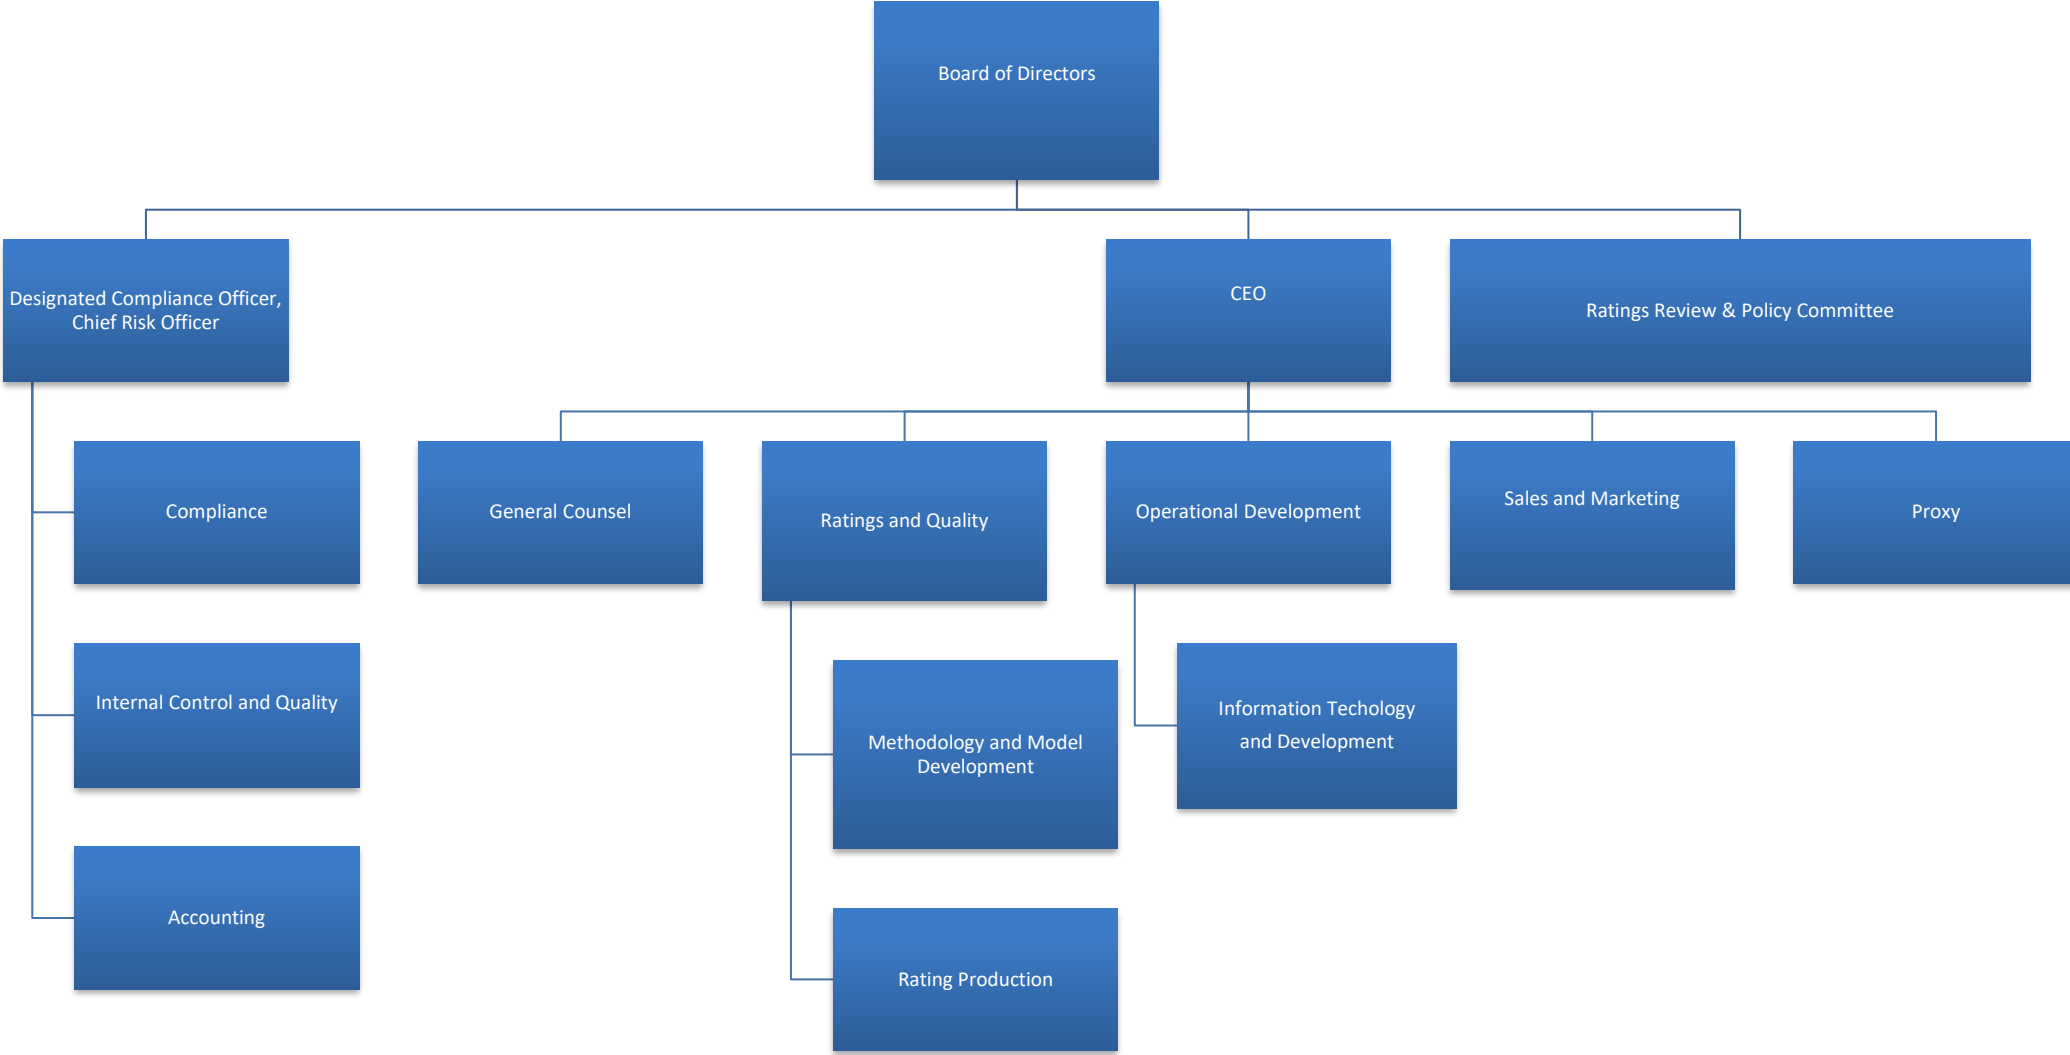 Board of Directors
Designated Compliance Officer,
Chief Risk Officer
CEO
Ratings Review & Policy Committee
Compliance
General Counsel
Ratings and Quality
Operational Development
Sales and Marketing
Proxy
Internal Control and Quality
Methodology and Model
Development
Information Techology
and Development
Accounting
Rating Production